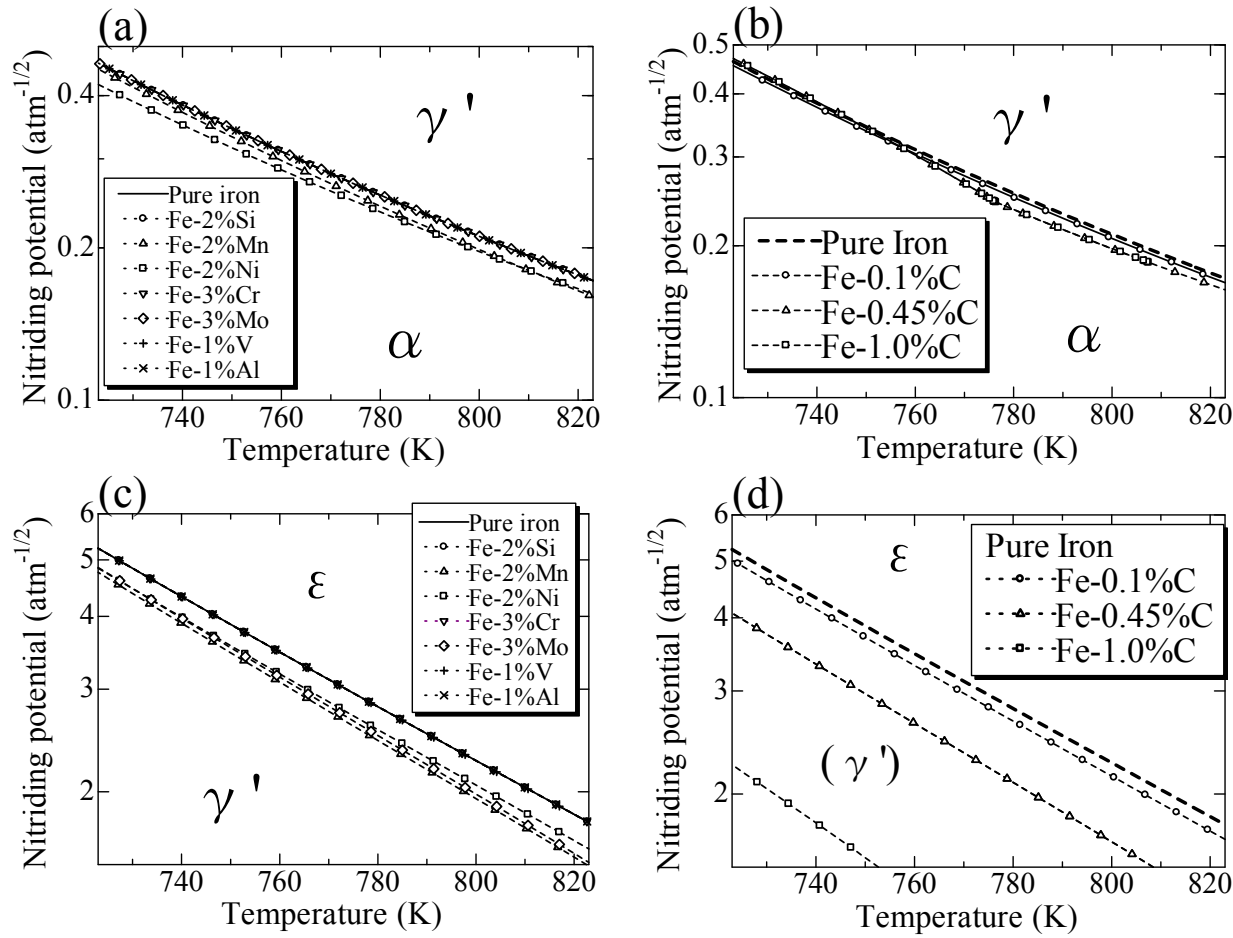 (a)
Nitriding potential (atm-1/2)
0.4
0.2
0.1
γ'
α
Pure iron
Fe-2%Si
Fe-2%Mn
Fe-2%Ni
Fe-3%Cr
Fe-3%Mo
Fe-1%V
Fe-1%Al
740 760 780 800 820
Temperature (K)
(b)
Nitriding potential (atm-1/2)
0.5
0.4
0.3
0.2
0.1
γ'
α
Pure Iron
Fe-0.1%C
Fe-0.45%C
Fe-1.0%C
740 760 780 800 820
Temperature (K)
(c)
Nitriding potential (atm-1/2)
6
5
4
3
2
ε
γ'
Pure iron
Fe-2%Si
Fe-2%Mn
Fe-2%Ni
Fe-3%Cr
Fe-3%Mo
Fe-1%V
Fe-1%Al
740 760 780 800 820
Temperature (K)
(d)
Nitriding potential (atm-1/2)
6
5
4
3
2
ε
(γ')
Pure Iron
Fe-0.1%C
Fe-0.45%C
Fe-1.0%C
740 760 780 800 820
Temperature (K)